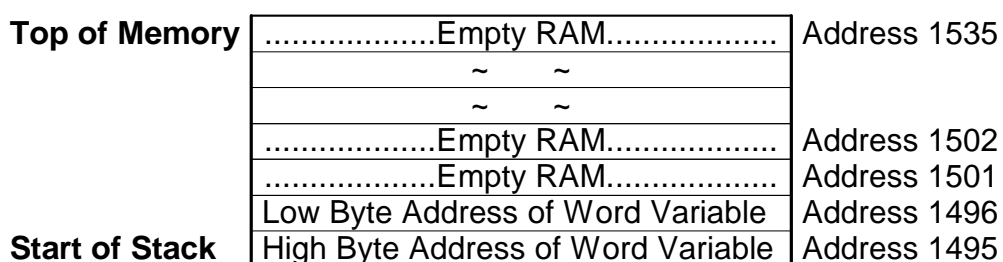 Top of Memory ...................Empty RAM................... Address 1535
~ ~
~ ~
...................Empty RAM................... Address 1502
...................Empty RAM................... Address 1501
Low Byte Address of Word Variable Address 1496
Start of Stack High Byte Address of Word Variable Address 1495